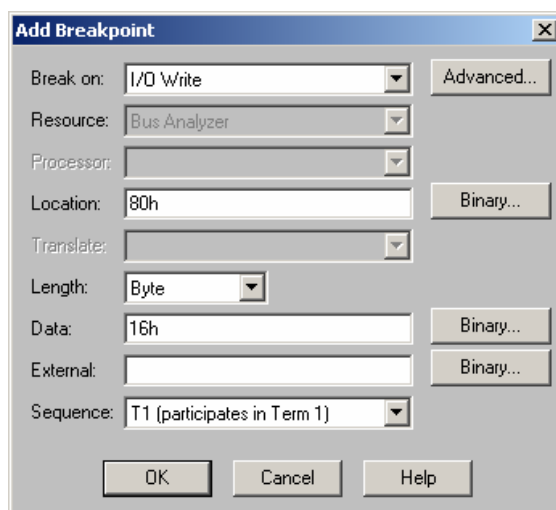 Add Breakpoint
Break on: I/O Write Advanced...
Resource: Bus Analyzer
Processor:
Location: 80h Binary...
Translate:
Length: Byte
Data: 16h Binary...
External: Binary...
Sequence: T1 (participates in Term 1)
OK Cancel Help